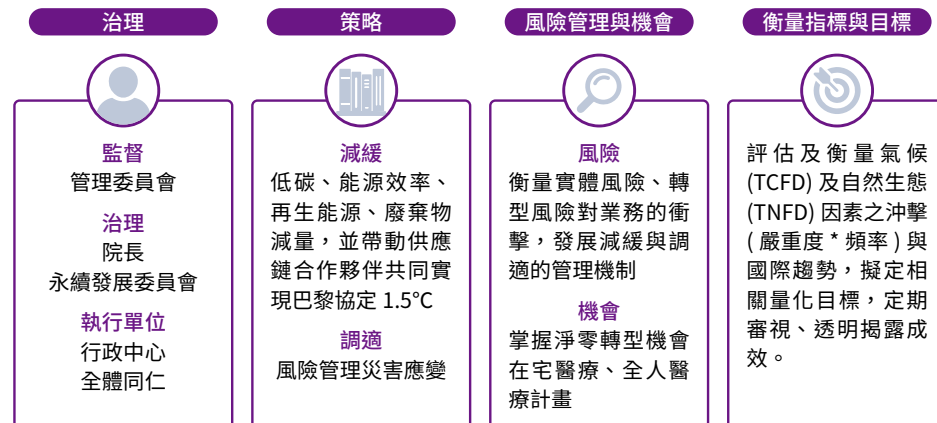 治理
監督
管理委員會
治理
院長
永續發展委員會
執行單位
行政中心
全體同仁
策略
減緩
低碳、能源效率、
再生能源、廢棄物
減量，並帶動供應
鏈合作夥伴共同實
現巴黎協定 1.5°C
調適
風險管理災害應變
風險管理與機會
風險
衡量實體風險、轉
型風險對業務的衝
擊，發展減緩與調
適的管理機制
機會
掌握淨零轉型機會
在宅醫療、全人醫
療計畫
衡量指標與目標
評估及衡量氣候
(TCFD) 及自然生態
(TNFD) 因素之沖擊
( 嚴重度 * 頻率 ) 與
國際趨勢，擬定相
關量化目標，定期
審視、透明揭露成
效。